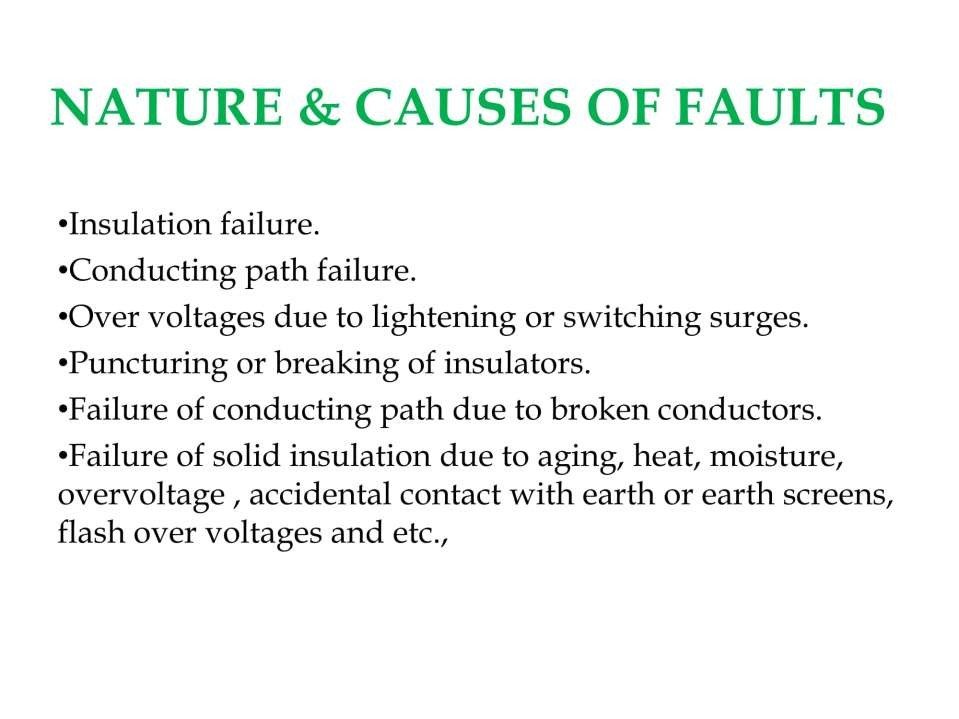 NATURE & CAUSES OF FAULTS
•Insulation failure.
•Conducting path failure.
•Over voltages due to lightening or switching surges.
•Puncturing or breaking of insulators.
•Failure of conducting path due to broken conductors.
•Failure of solid insulation due to aging, heat, moisture,
overvoltage , accidental contact with earth or earth screens,
flash over voltages and etc.,